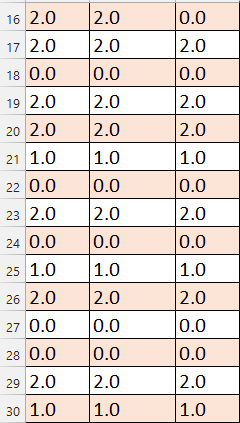 16 2.0 2.0 0.0
17 2.0 2.0 2.0
18 0.0 0.0 0.0
19 2.0 2.0 2.0
20 2.0 2.0 2.0
21 1.0 1.0 1.0
22 0.0 0.0 0.0
23 2.0 2.0 2.0
24 0.0 0.0 0.0
25 1.0 1.0 1.0
26 2.0 2.0 2.0
27 0.0 0.0 0.0
28 0.0 0.0 0.0
29 2.0 2.0 2.0
30 1.0 1.0 1.0